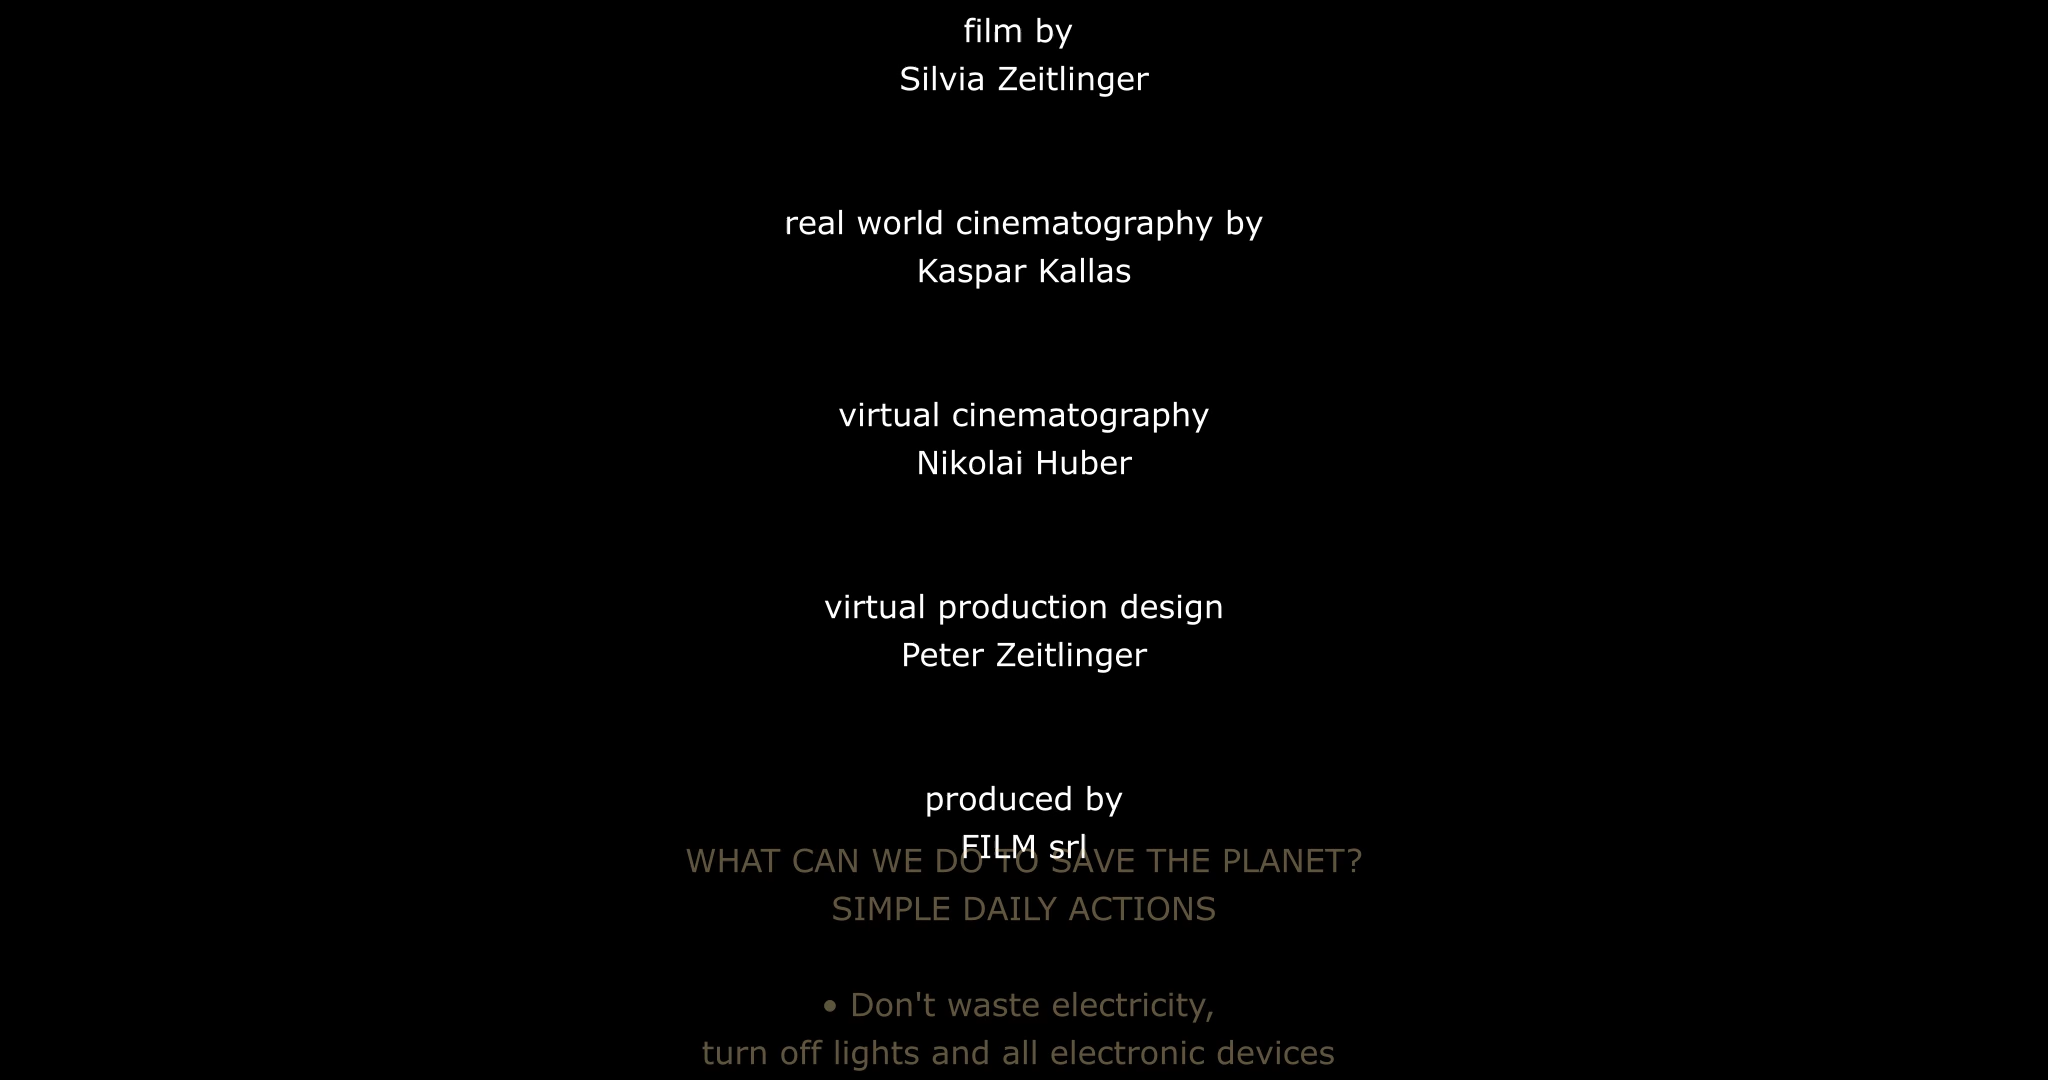 film by
Silvia Zeitlinger
real world cinematography by
Kaspar Kallas
virtual cinematography
Nikolai Huber
virtual production design
Peter Zeitlinger
produced by
FILM srl
WHAT CAN WE DO TO SAVE THE PLANET?
SIMPLE DAILY ACTIONS
• Don't waste electricity,
turn off lights and all electronic devices